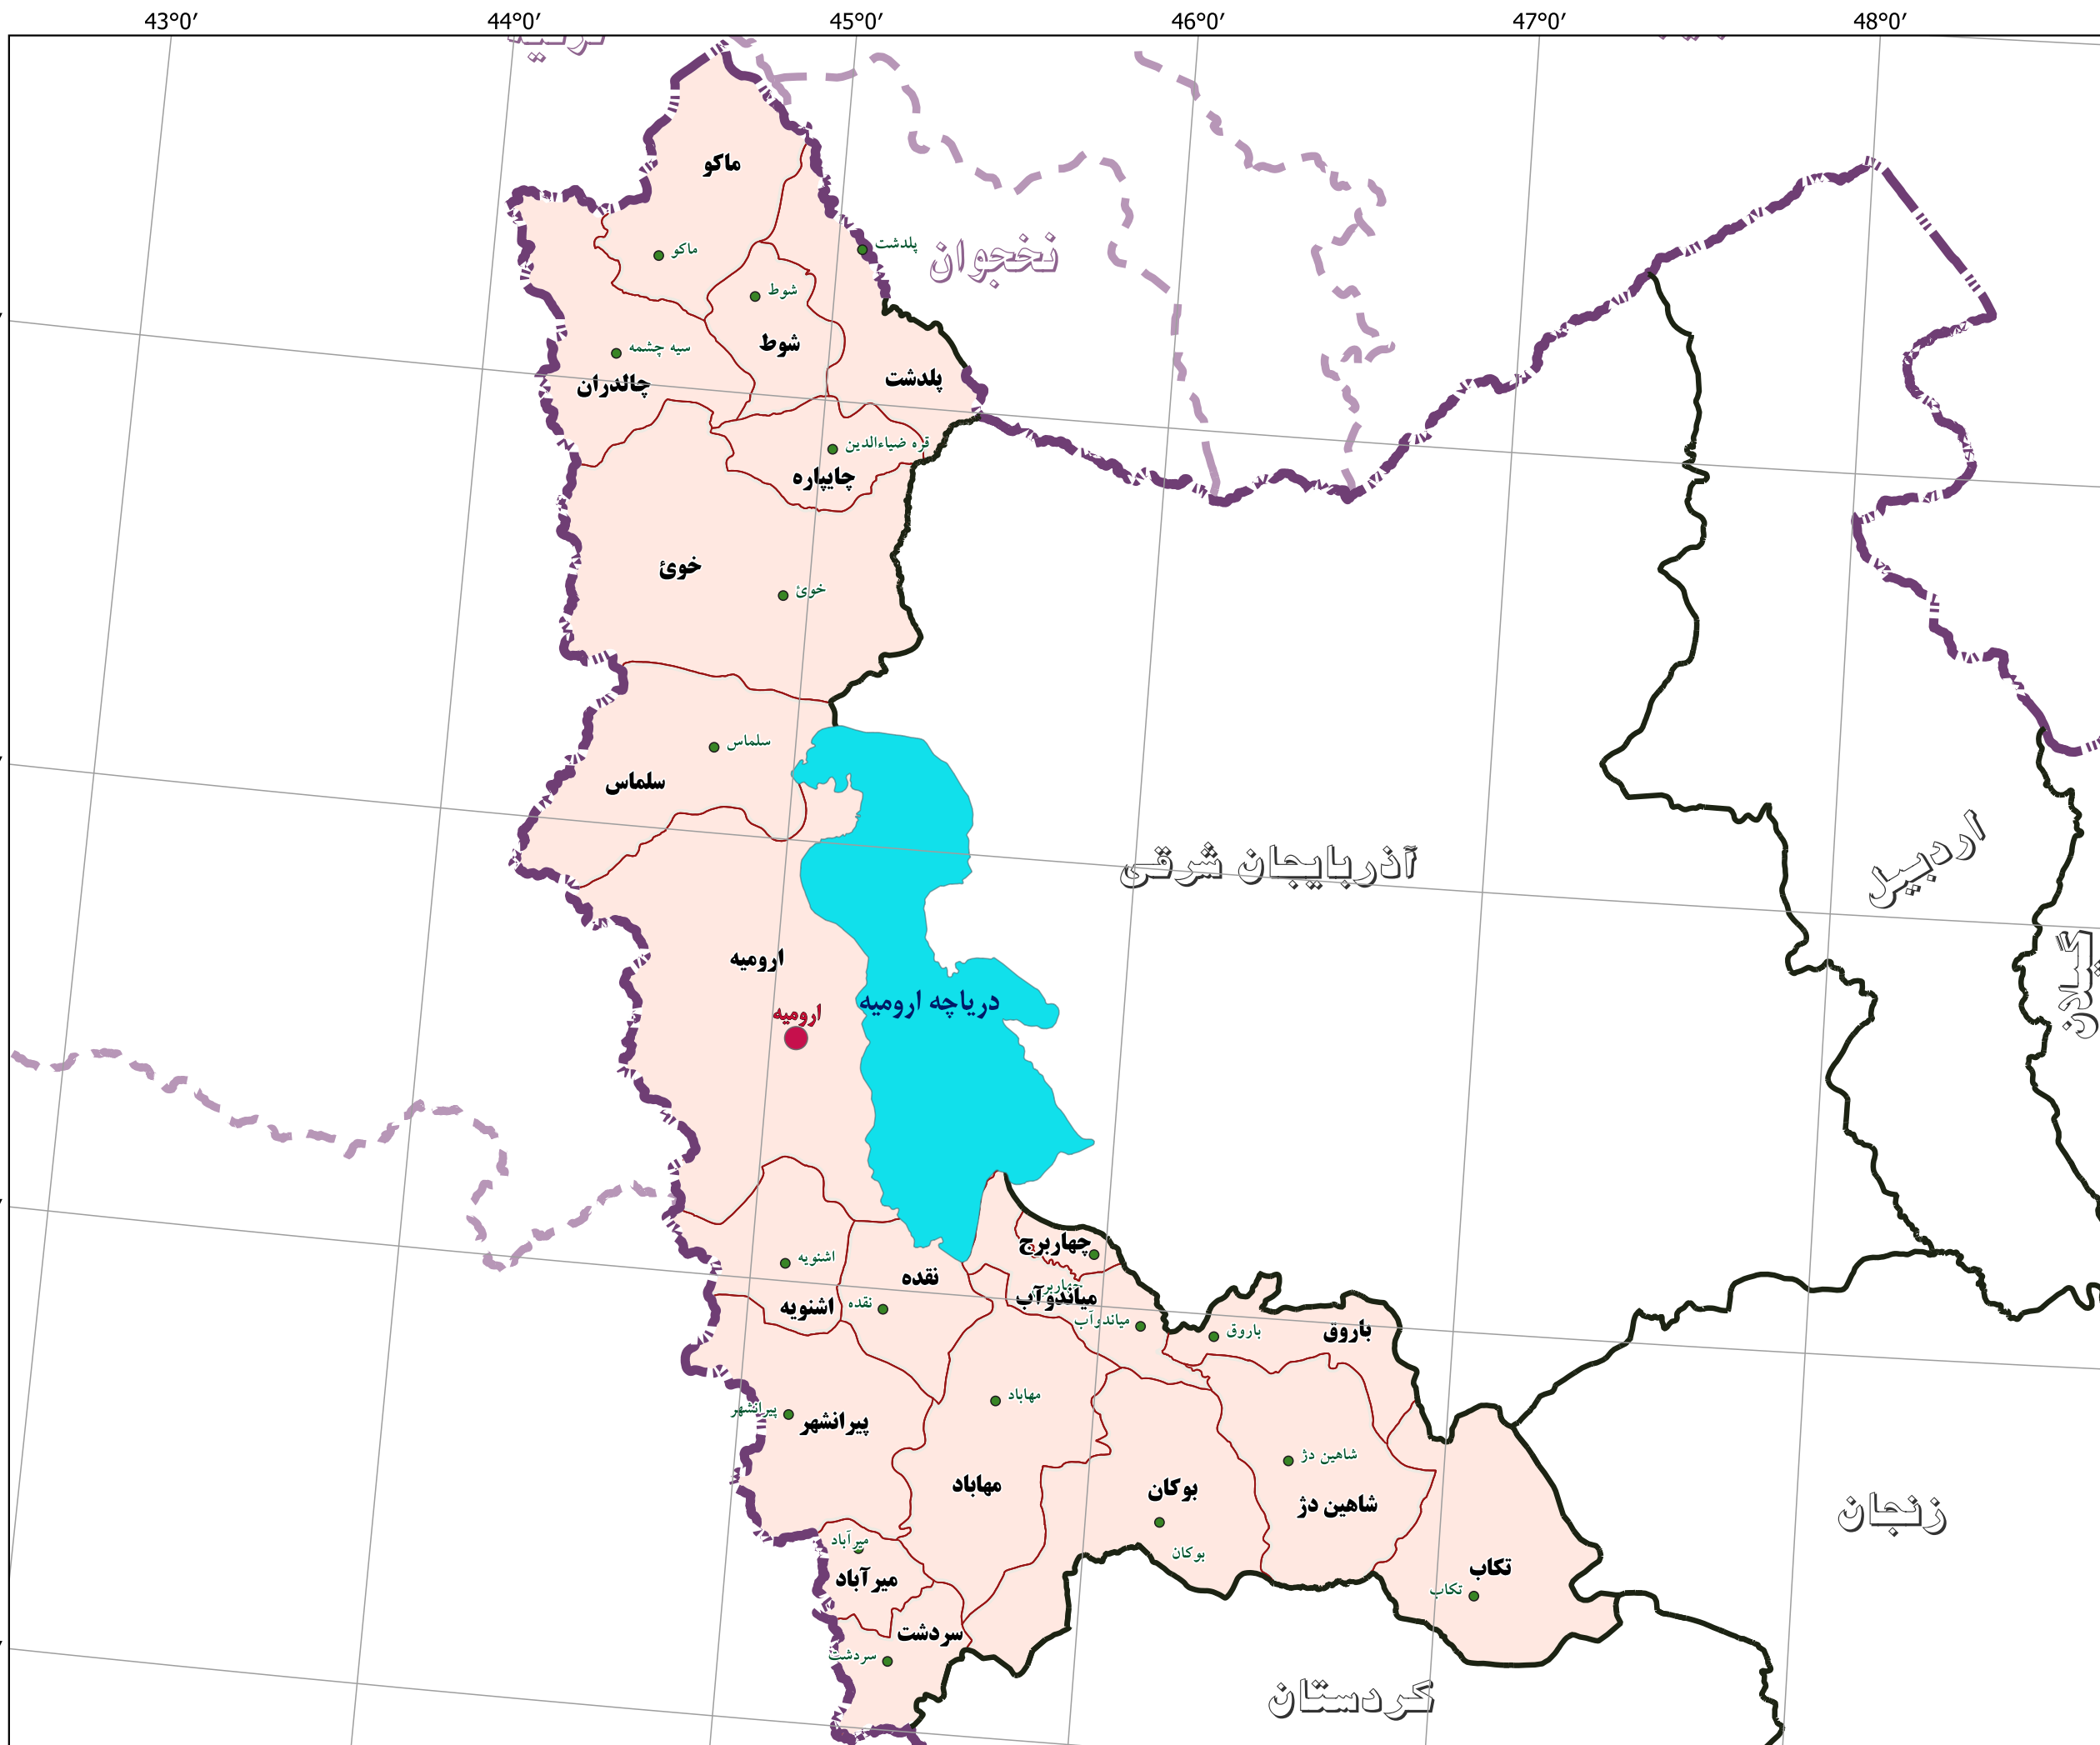 43°0′
44°0′
45°0′
46°0′
47°0′
48°0′
ماکو
ماکو
پلدشت
نخجوان
شوط
شوط
سیه چشمه
چالدران
پلدشت
قره ضیاءالدین
چایپاره
خوئ
خوئ
سلماس
سلماس
آذربایجان شرقی
اردبیل
گیلان
ارومیه
دریاچه ارومیه
ارومیه
چهاربرج
اشنویه
نقده
چهاربرج
میاندوآب
نقده
اشنویه
میاندوآب
باروق
باروق
مهاباد
پیرانشهر
پیرانشهر
شاهین دژ
مهاباد
بوکان
شاهین دژ
زنجان
میرآباد
بوکان
تکاب
میرآباد
تکاب
سردشت
سردشت
کردستان